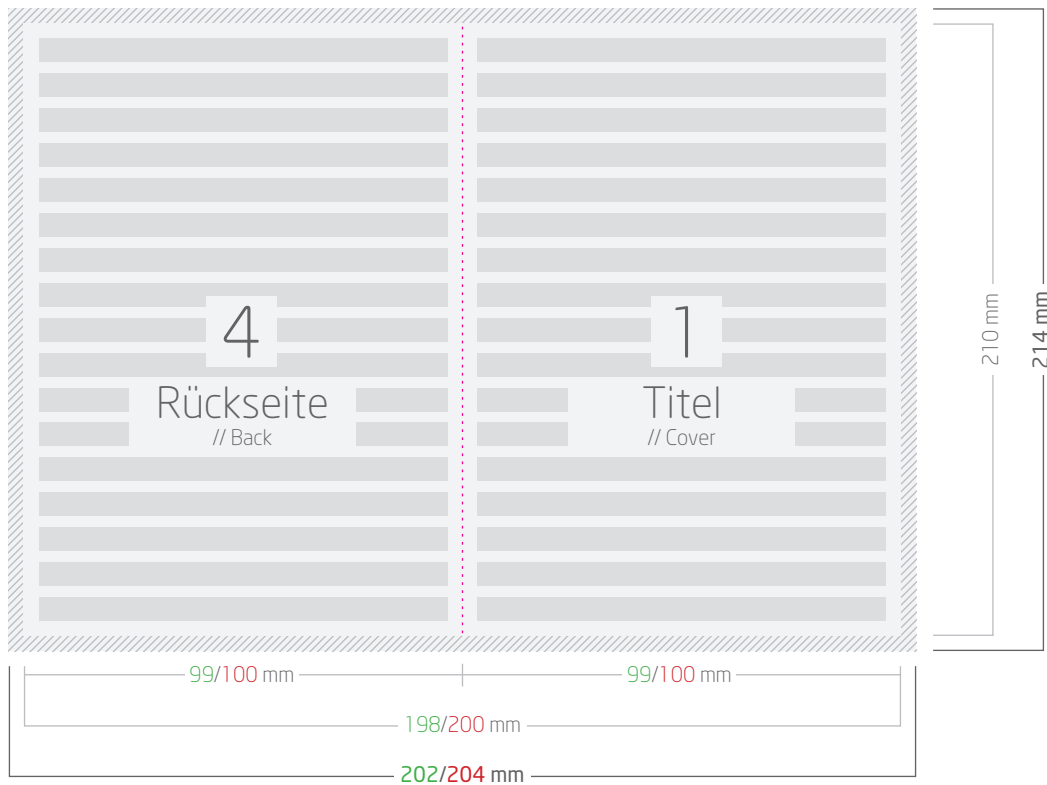 4
Rückseite
// Back
1
Titel
// Cover
210 mm
214 mm
99/100 mm
99/100 mm
198/200 mm
202/204 mm